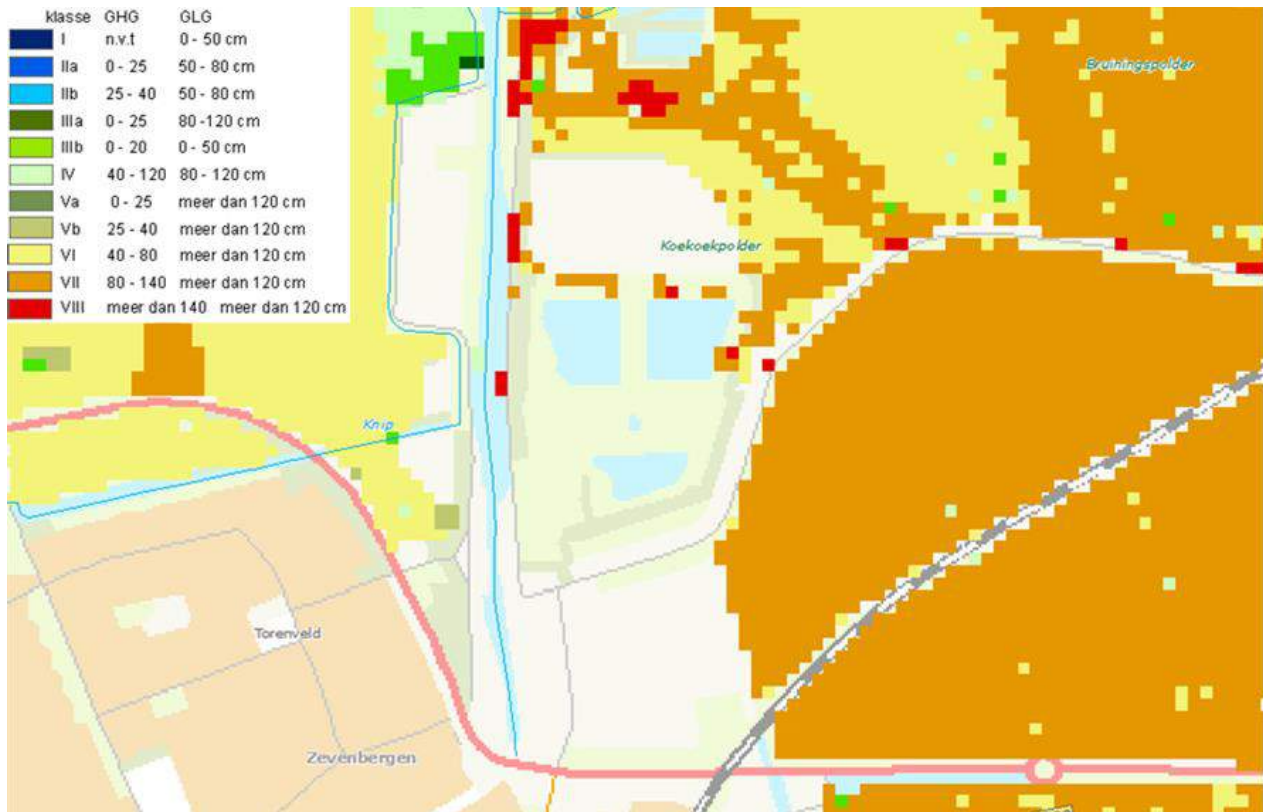 klasse GHG GLG
I n.v.t 0 - 50 cm
IIa 0 - 25 50 - 80 cm
IIb 25 - 40 50 - 80 cm
IIIa 0 - 25 80 -120 cm
IIIb 0 - 20 0 - 50 cm
IV 40 - 120 80 - 120 cm
Va 0 - 25 meer dan 120 cm
Vb 25 - 40 meer dan 120 cm
VI 40 - 80 meer dan 120 cm
VII 80 - 140 meer dan 120 cm
VIII meer dan 140 meer dan 120 cm
Bruiningspolder
Koekoekpolder
Knip
Torenveld
Zevenbergen